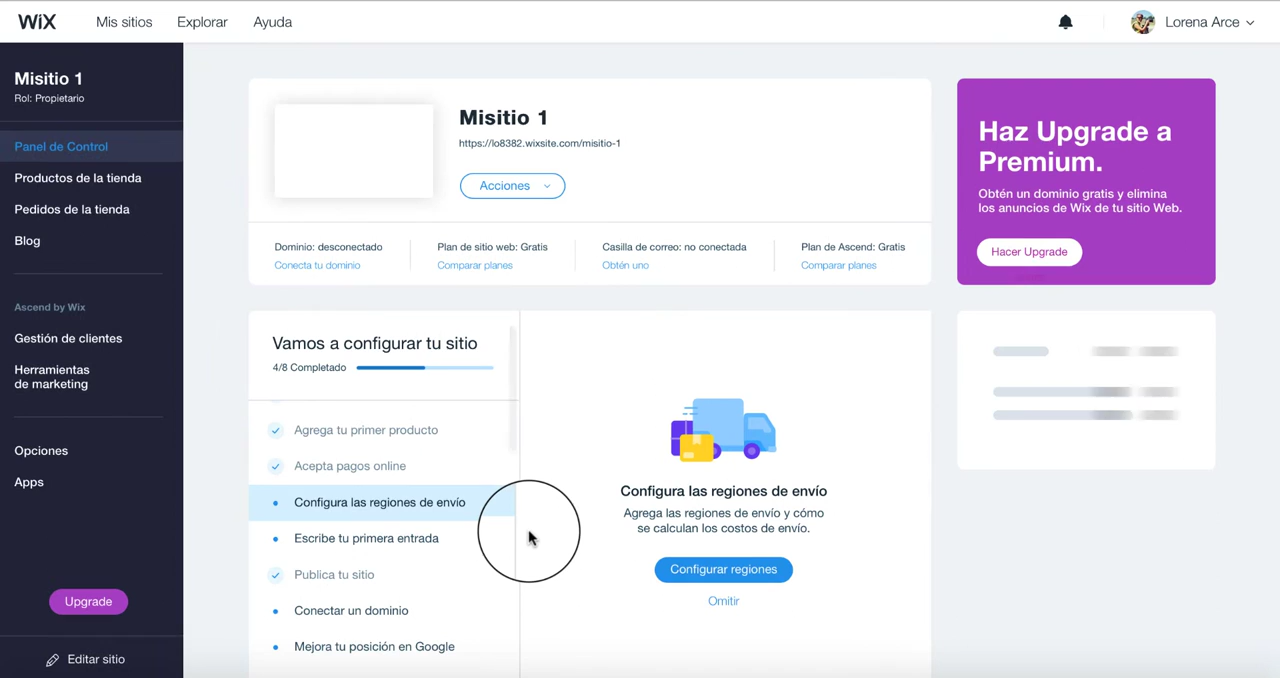 WiX
Mis sitios
Explorar
Ayuda
Lorena Arce
Misitio 1
Rol: Propietario
Panel de Control
Productos de la tienda
Pedidos de la tienda
Blog
Ascend by Wix
Gestión de clientes
Herramientas
de marketing
Opciones
Apps
Upgrade
Editar sitio
Misitio 1
https://lo8382.wixsite.com/misitio-1
Acciones
Dominio: desconectado
Conecta tu dominio
Plan de sitio web: Gratis
Comparar planes
Casilla de correo: no conectada
Obtén uno
Plan de Ascend: Gratis
Comparar planes
Haz Upgrade a
Premium.
Obtén un dominio gratis y elimina
los anuncios de Wix de tu sitio Web.
Hacer Upgrade
Vamos a configurar tu sitio
4/8 Completado
Agrega tu primer producto
Acepta pagos online
Configura las regiones de envío
Escribe tu primera entrada
Publica tu sitio
Conectar un dominio
Mejora tu posición en Google
Configura las regiones de envío
Agrega las regiones de envío y cómo
se calculan los costos de envío.
Configurar regiones
Omitir